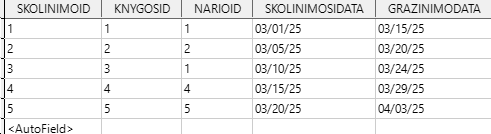 SKOLINIMOID KNYGOSID NARIOID SKOLINIMOSIDATA GRAZINIMODATA
1 1 1 03/01/25 03/15/25
2 2 2 03/05/25 03/20/25
3 3 1 03/10/25 03/24/25
4 4 4 03/15/25 03/29/25
5 5 5 03/20/25 04/03/25
<AutoField>